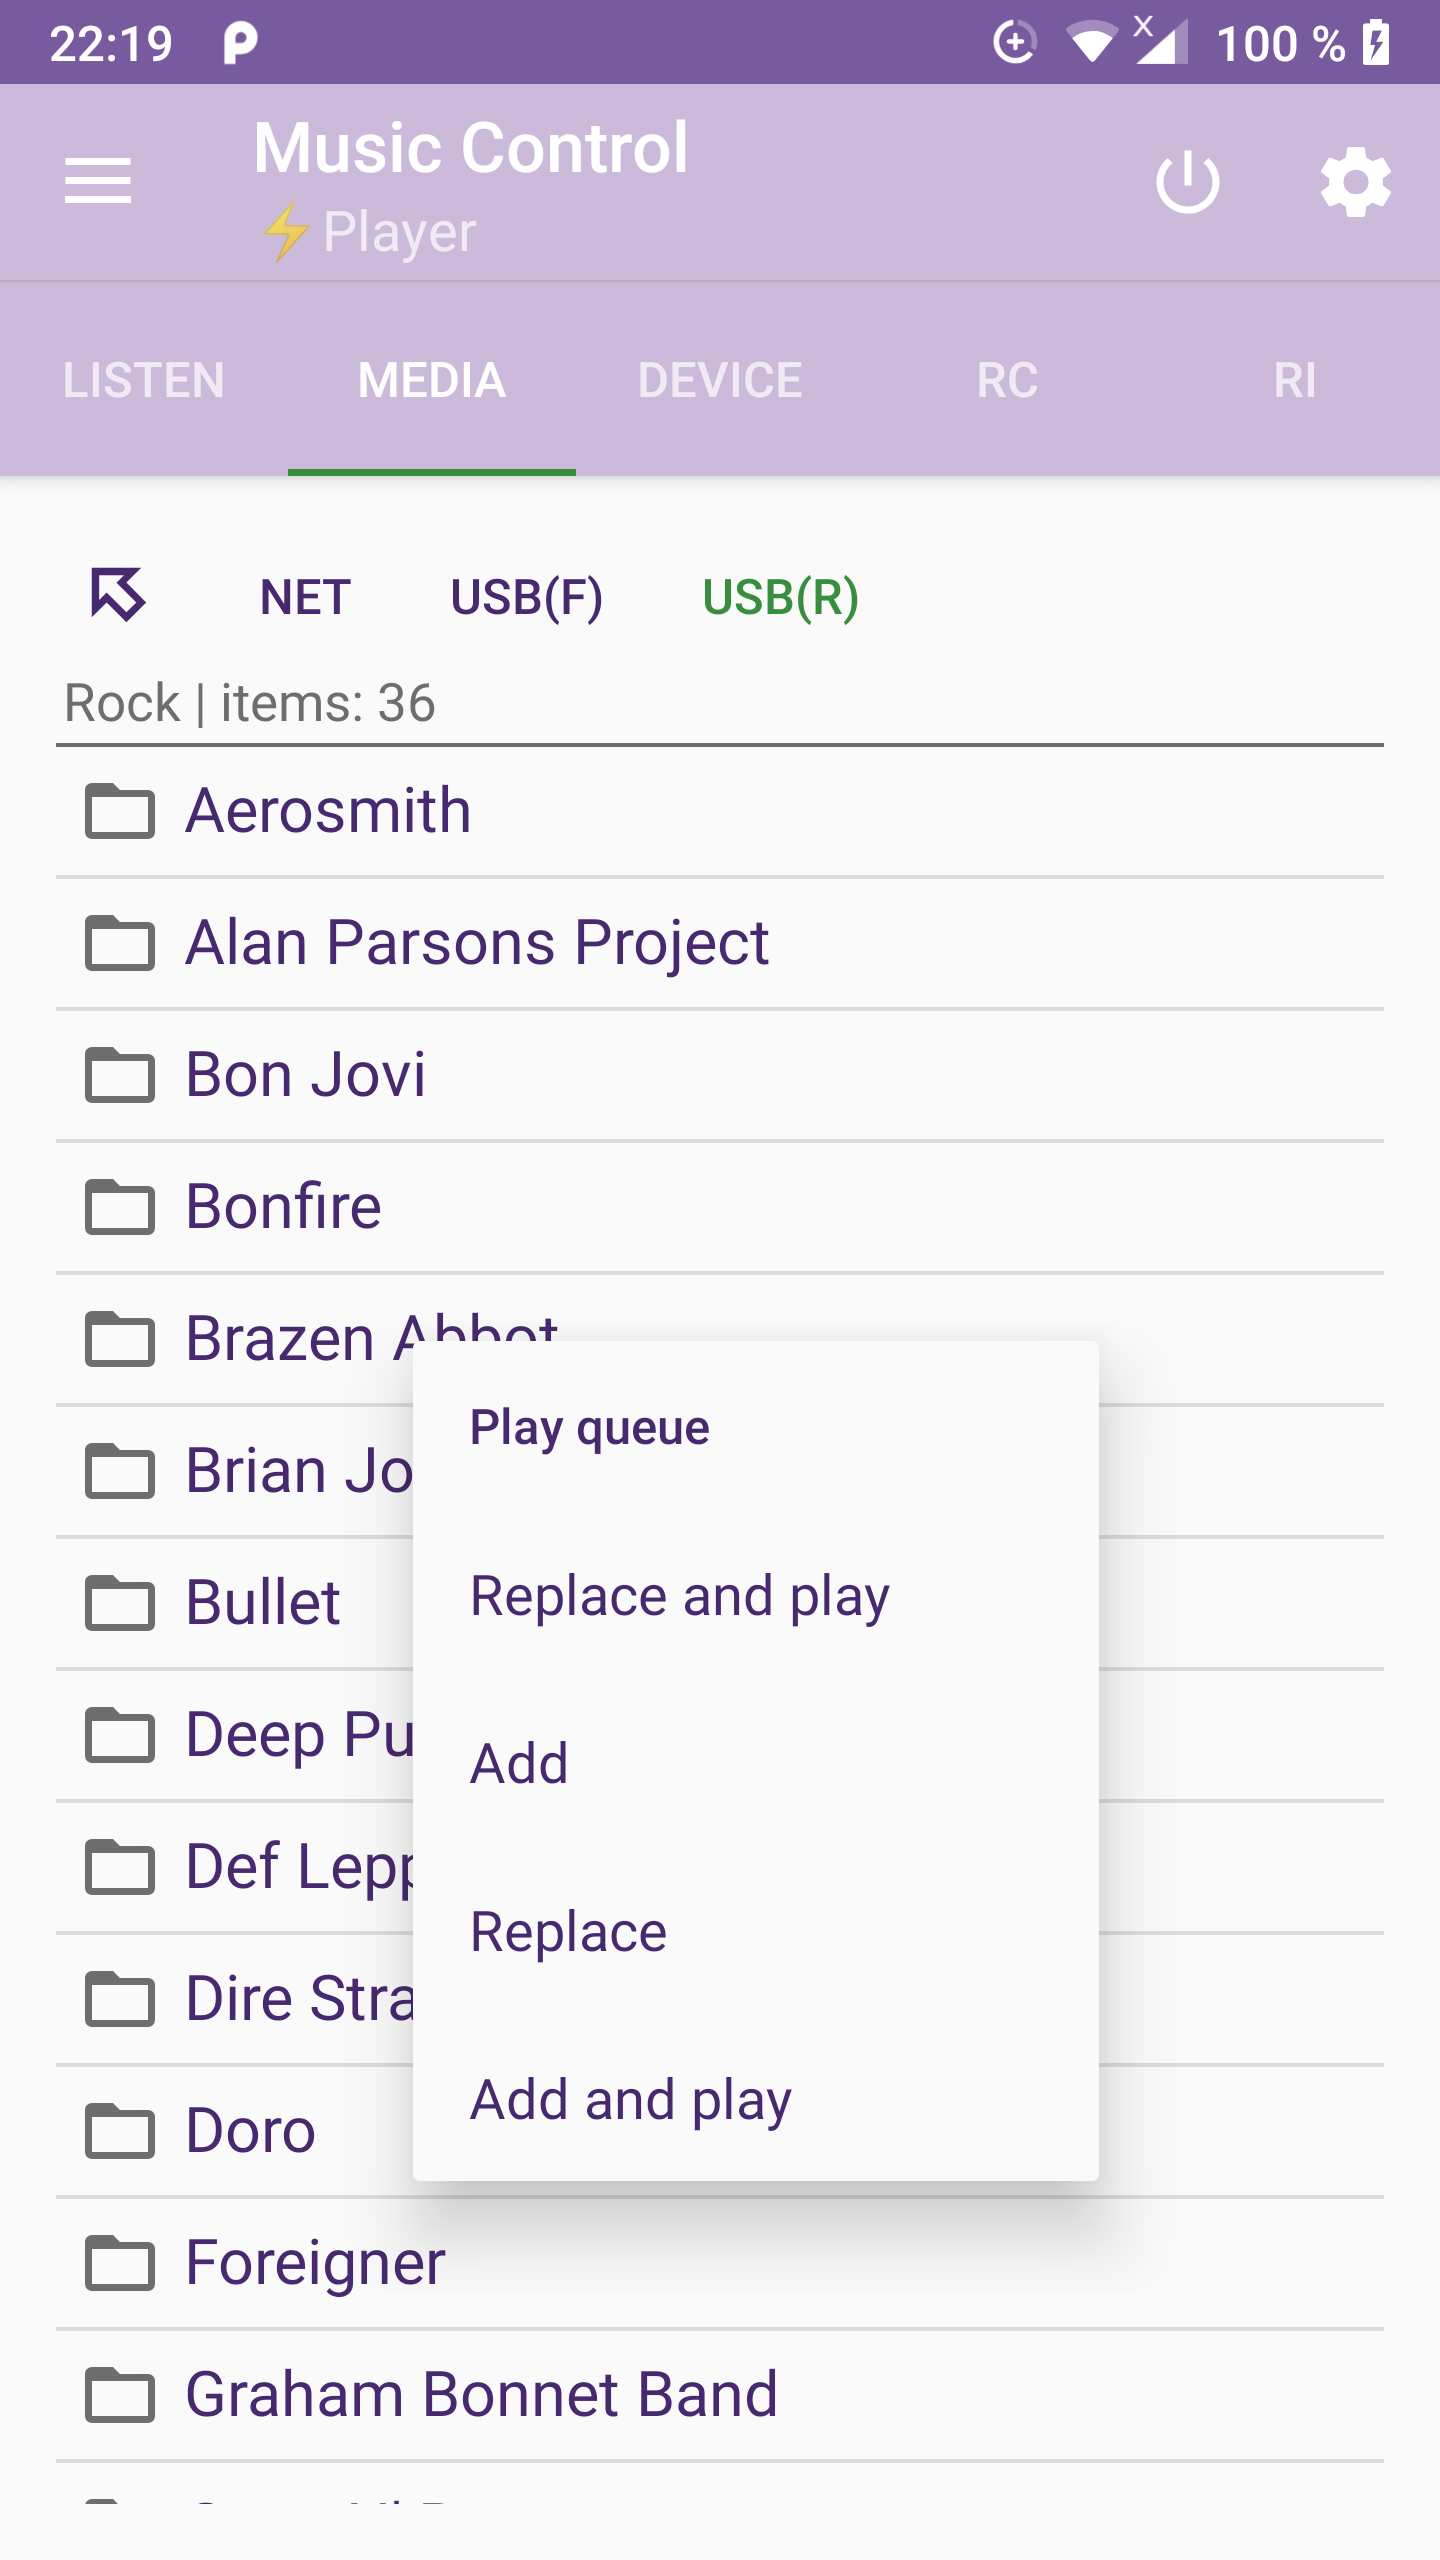 22:19
100 %
Music Control
⚡Player
LISTEN MEDIA DEVICE RC RI
NET USB(F) USB(R)
Rock | items: 36
Aerosmith
Alan Parsons Project
Bon Jovi
Bonfire
Brazen Abbot
Brian Jo
Bullet
Deep Pu
Def Lepp
Dire Stra
Doro
Foreigner
Graham Bonnet Band
Play queue
Replace and play
Add
Replace
Add and play